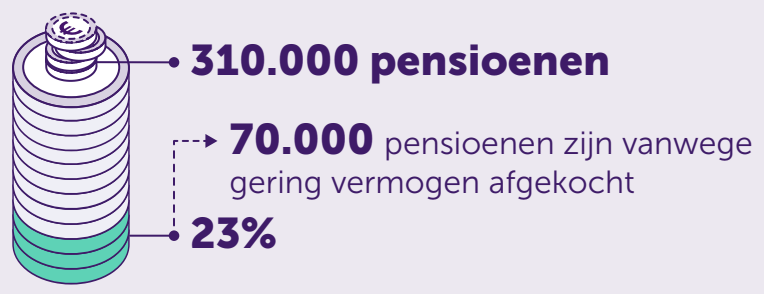 €
310.000 pensioenen
70.000 pensioenen zijn vanwege
gering vermogen afgekocht
23%